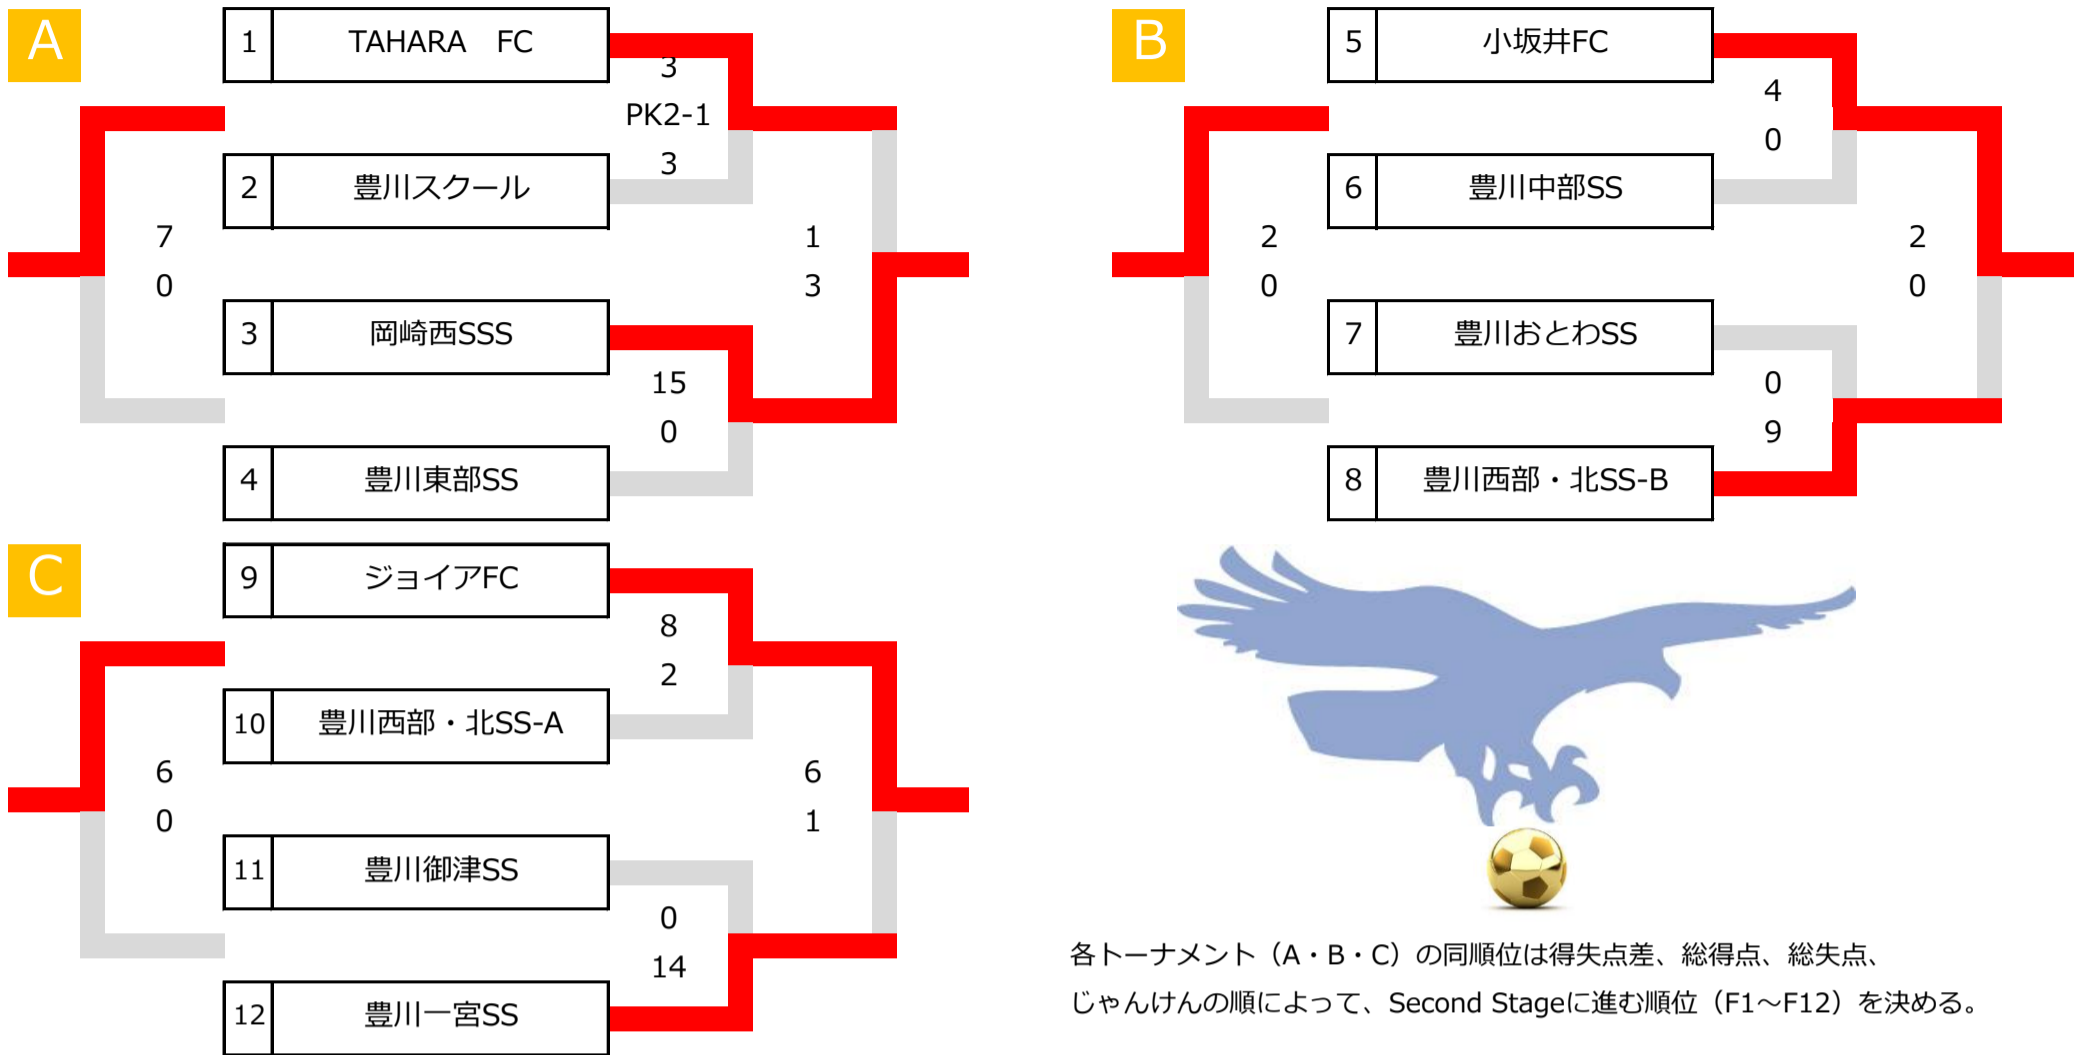 A
1 TAHARA　FC
3
PK2-1
3
2 豊川スクール
7
0
1
3
3 岡崎西SSS
15
0
4 豊川東部SS
B
5 小坂井FC
4
0
6 豊川中部SS
2
0
2
0
7 豊川おとわSS
0
9
8 豊川西部・北SS-B
C
9 ジョイアFC
8
2
10 豊川西部・北SS-A
6
0
6
1
11 豊川御津SS
0
14
12 豊川一宮SS
各トーナメント（A・B・C）の同順位は得失点差、総得点、総失点、
じゃんけんの順によって、Second Stageに進む順位（F1～F12）を決める。